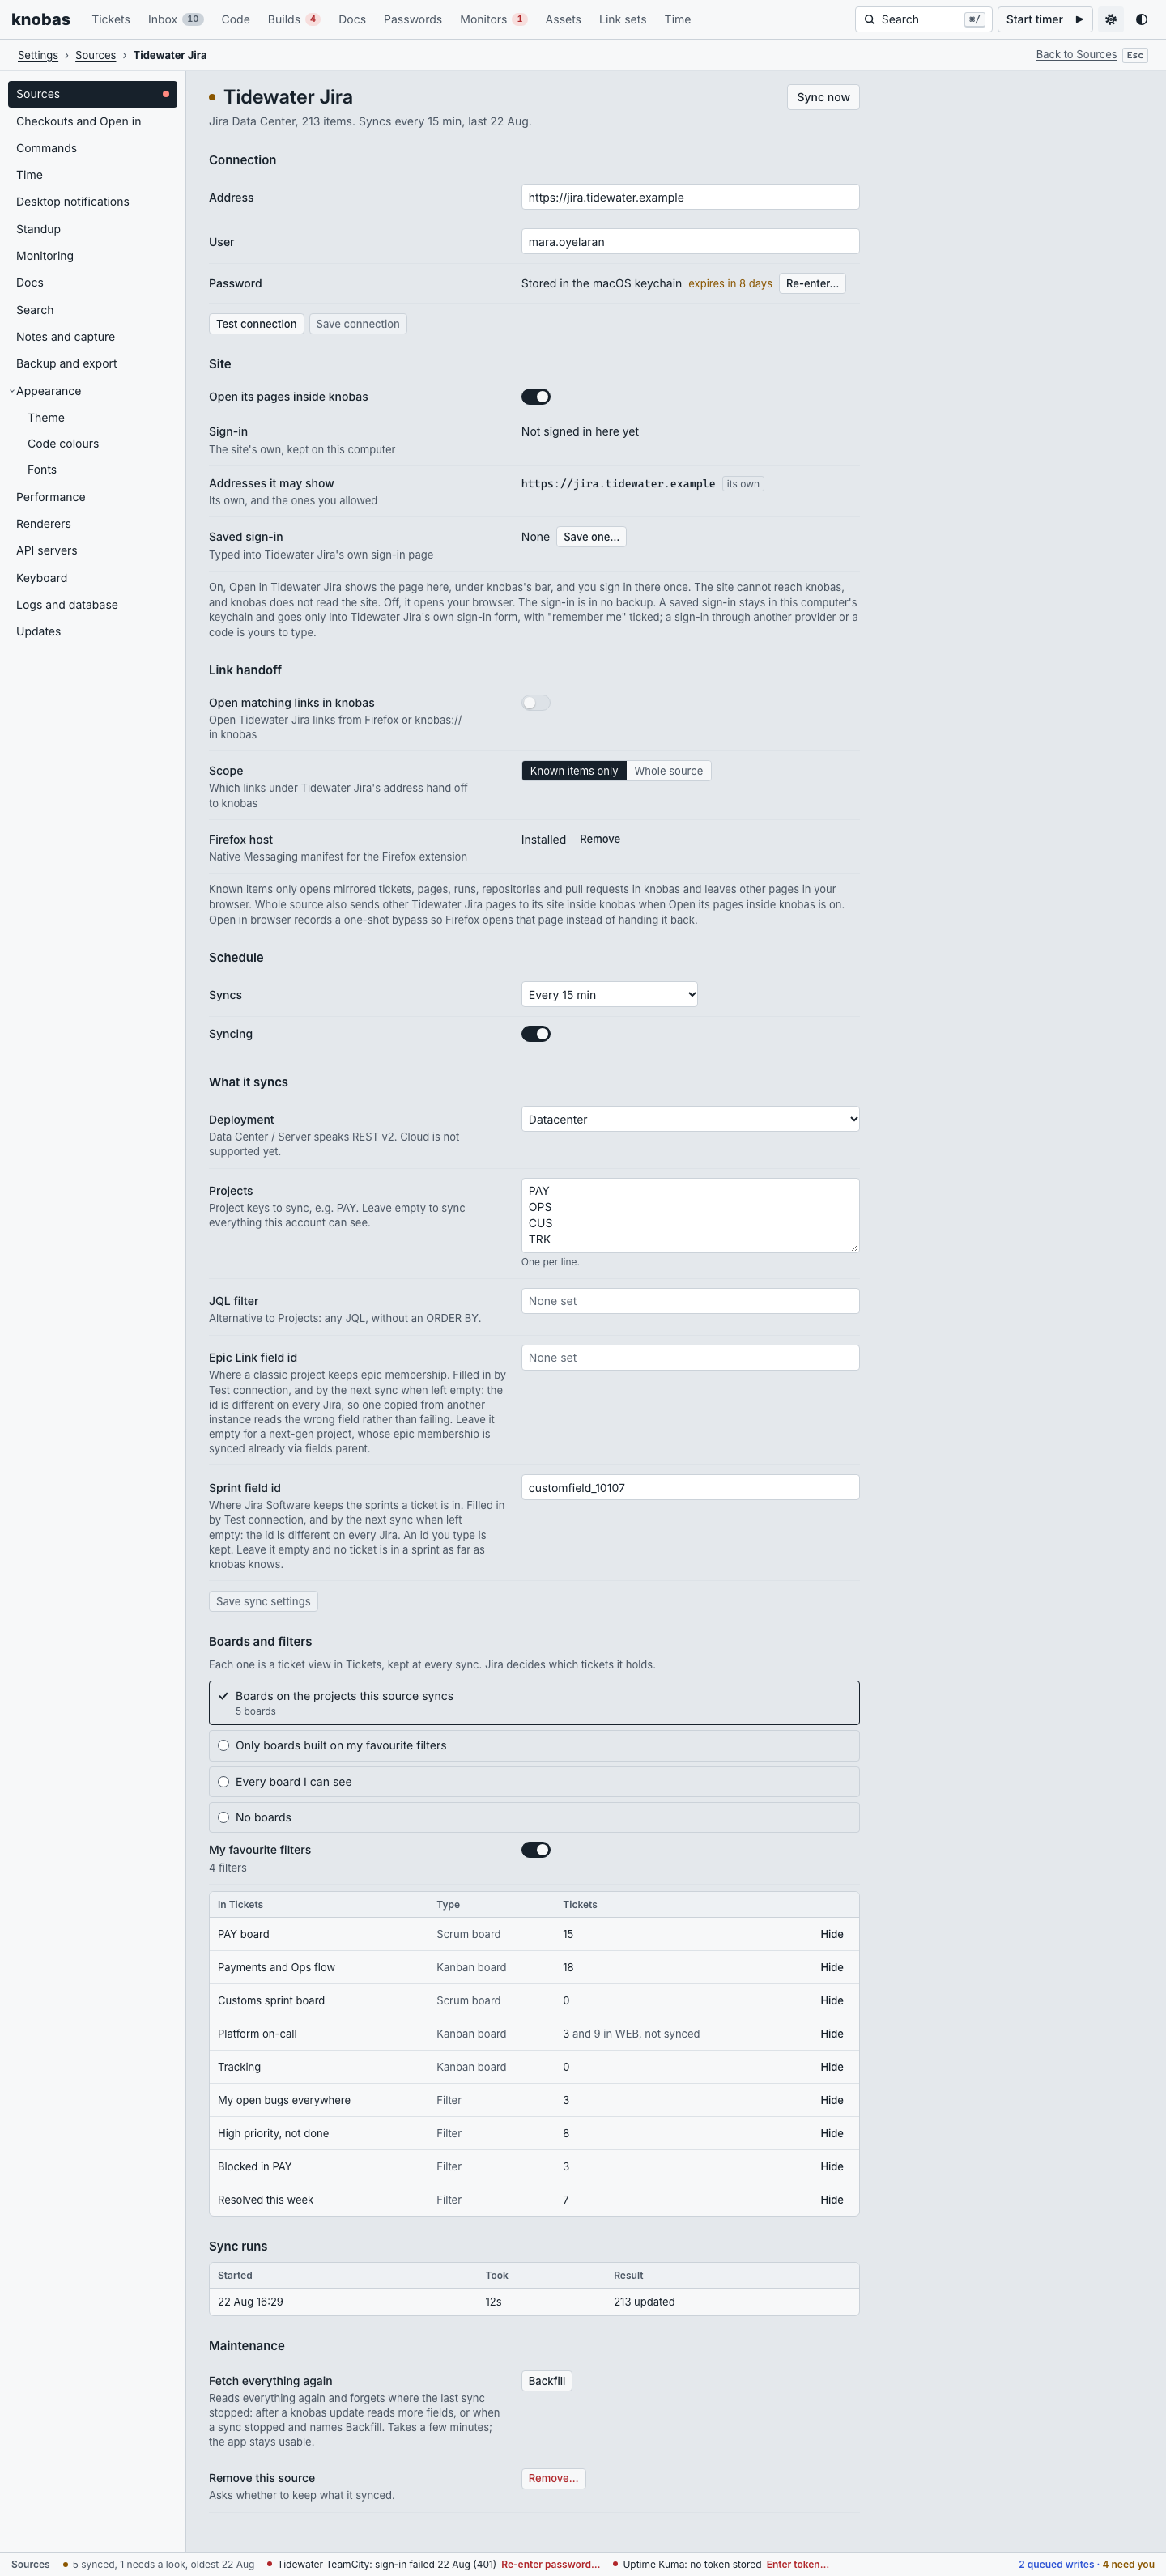 knobas Tickets Inbox 10 Code Builds 4 Docs Passwords Monitors 1 Assets Link sets Time Search ⌘/ Start timer
Settings › Sources › Tidewater Jira Back to Sources Esc
Sources
Checkouts and Open in
Commands
Time
Desktop notifications
Standup
Monitoring
Docs
Search
Notes and capture
Backup and export
Appearance
Theme
Code colours
Fonts
Performance
Renderers
API servers
Keyboard
Logs and database
Updates
Tidewater Jira Sync now
Jira Data Center, 213 items. Syncs every 15 min, last 22 Aug.
Connection
Address https://jira.tidewater.example
User mara.oyelaran
Password Stored in the macOS keychain expires in 8 days Re-enter...
Test connection Save connection
Site
Open its pages inside knobas
Sign-in Not signed in here yet
The site's own, kept on this computer
Addresses it may show https://jira.tidewater.example its own
Its own, and the ones you allowed
Saved sign-in None Save one...
Typed into Tidewater Jira's own sign-in page
On, Open in Tidewater Jira shows the page here, under knobas's bar, and you sign in there once. The site cannot reach knobas,
and knobas does not read the site. Off, it opens your browser. The sign-in is in no backup. A saved sign-in stays in this computer's
keychain and goes only into Tidewater Jira's own sign-in form, with "remember me" ticked; a sign-in through another provider or a
code is yours to type.
Link handoff
Open matching links in knobas
Open Tidewater Jira links from Firefox or knobas://
in knobas
Scope Known items only Whole source
Which links under Tidewater Jira's address hand off
to knobas
Firefox host Installed Remove
Native Messaging manifest for the Firefox extension
Known items only opens mirrored tickets, pages, runs, repositories and pull requests in knobas and leaves other pages in your
browser. Whole source also sends other Tidewater Jira pages to its site inside knobas when Open its pages inside knobas is on.
Open in browser records a one-shot bypass so Firefox opens that page instead of handing it back.
Schedule
Syncs Every 15 min
Syncing
What it syncs
Deployment Datacenter
Data Center / Server speaks REST v2. Cloud is not
supported yet.
Projects
Project keys to sync, e.g. PAY. Leave empty to sync
everything this account can see.
PAY
OPS
CUS
TRK
One per line.
JQL filter None set
Alternative to Projects: any JQL, without an ORDER BY.
Epic Link field id None set
Where a classic project keeps epic membership. Filled in by
Test connection, and by the next sync when left empty: the
id is different on every Jira, so one copied from another
instance reads the wrong field rather than failing. Leave it
empty for a next-gen project, whose epic membership is
synced already via fields.parent.
Sprint field id customfield_10107
Where Jira Software keeps the sprints a ticket is in. Filled in
by Test connection, and by the next sync when left
empty: the id is different on every Jira. An id you type is
kept. Leave it empty and no ticket is in a sprint as far as
knobas knows.
Save sync settings
Boards and filters
Each one is a ticket view in Tickets, kept at every sync. Jira decides which tickets it holds.
Boards on the projects this source syncs
5 boards
Only boards built on my favourite filters
Every board I can see
No boards
My favourite filters
4 filters
In Tickets Type Tickets
PAY board Scrum board 15 Hide
Payments and Ops flow Kanban board 18 Hide
Customs sprint board Scrum board 0 Hide
Platform on-call Kanban board 3 and 9 in WEB, not synced Hide
Tracking Kanban board 0 Hide
My open bugs everywhere Filter 3 Hide
High priority, not done Filter 8 Hide
Blocked in PAY Filter 3 Hide
Resolved this week Filter 7 Hide
Sync runs
Started Took Result
22 Aug 16:29 12s 213 updated
Maintenance
Fetch everything again Backfill
Reads everything again and forgets where the last sync
stopped: after a knobas update reads more fields, or when
a sync stopped and names Backfill. Takes a few minutes;
the app stays usable.
Remove this source Remove...
Asks whether to keep what it synced.
Sources 5 synced, 1 needs a look, oldest 22 Aug Tidewater TeamCity: sign-in failed 22 Aug (401) Re-enter password... Uptime Kuma: no token stored Enter token... 2 queued writes · 4 need you